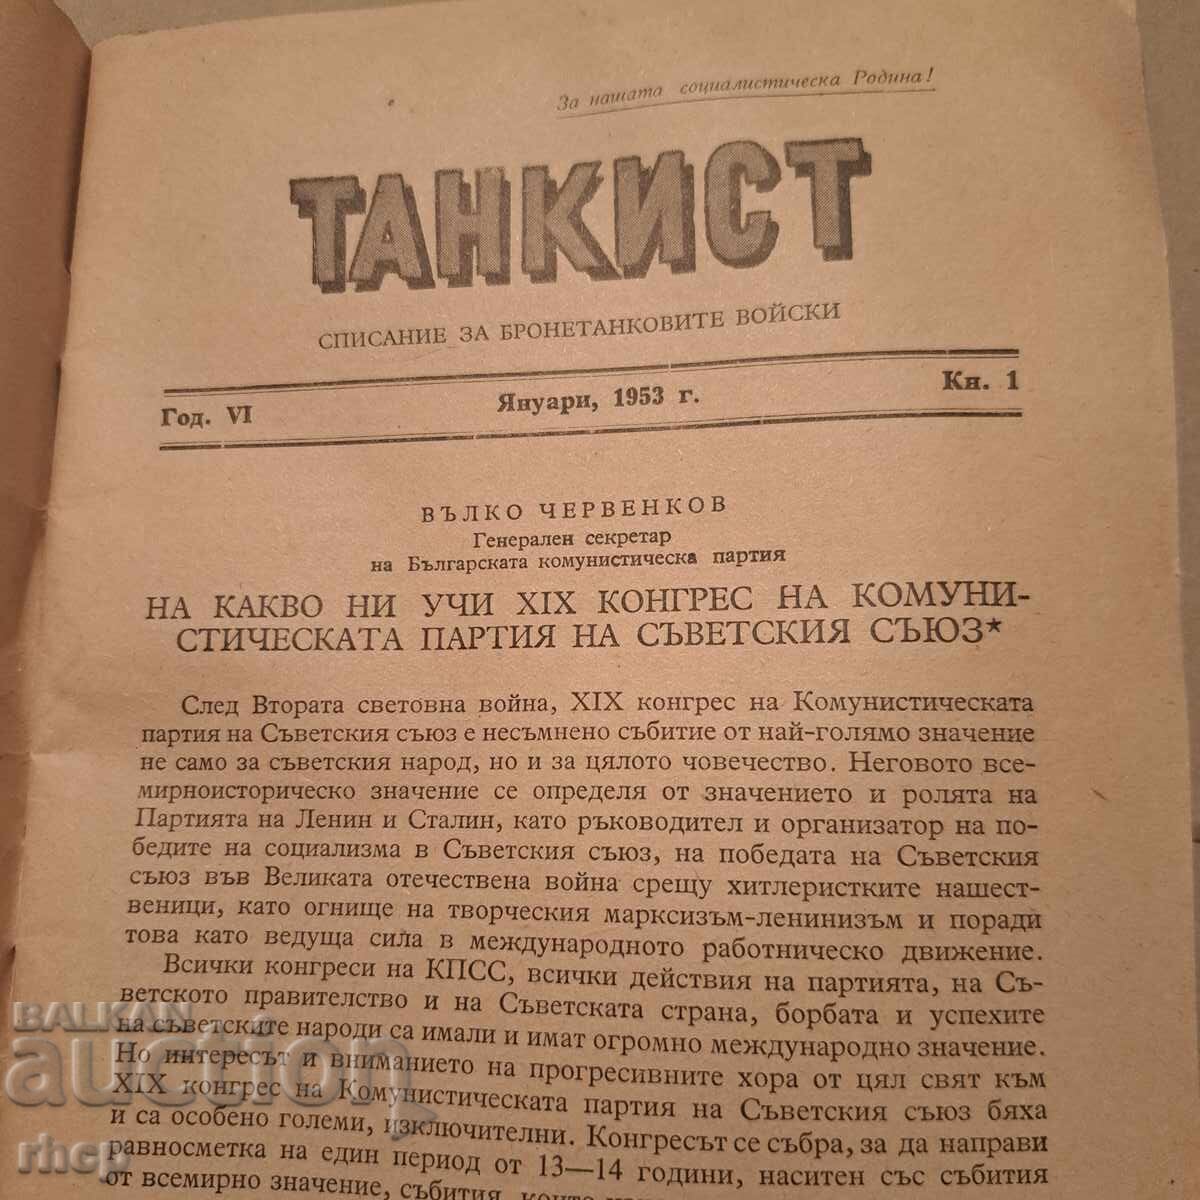 За нашата социалистическа Родина!
ТАНКИСТ
СПИСАНИЕ ЗА БРОНЕТАНКОВИТЕ ВОЙСКИ
Год. VI Януари, 1953 г. Кн. 1
ВЪЛКО ЧЕРВЕНКОВ
Генерален секретар
на Българската комунистическа партия
НА КАКВО НИ УЧИ XIX КОНГРЕС НА КОМУНИ-
СТИЧЕСКАТА ПАРТИЯ НА СЪВЕТСКИЯ СЪЮЗ*
След Втората световна война, XIX конгрес на Комунистическата
партия на Съветския съюз е несъмнено събитие от най-голямо значение
не само за съветския народ, но и за цялото човечество. Неговото все-
мирноисторическо значение се определя от значението и ролята на
Партията на Ленин и Сталин, като ръководител и организатор на по-
бедите на социализма в Съветския съюз, на победата на Съветския
съюз във Великата отечествена война срещу хитлеристките нашест-
веници, като огнище на творческия марксизъм-ленинизъм и поради
това като ведуща сила в международното работническо движение.
Всички конгреси на КПСС, всички действия на партията, на Съ-
ветското правителство и на Съветската страна, борбата и успехите
на съветските народи са имали и имат огромно международно значение.
Но интересът и вниманието на прогресивните хора от цял свят към
XIX конгрес на Комунистическата партия на Съветския съюз бяха
и са особено големи, изключителни. Конгресът се събра, за да направи
равносметка на един период от 13—14 години, наситен със събития
от всемирно значение, събития, които
BALKAN
auction
rhcp